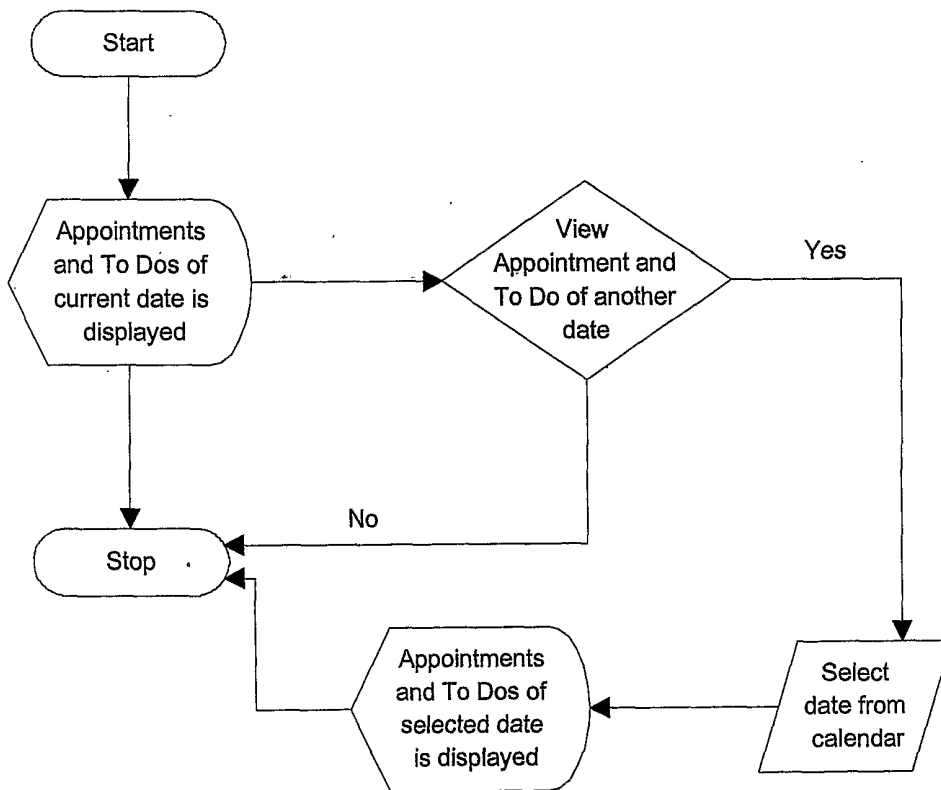 Start
Appointments
and To Dos of
current date is
displayed
View
Appointment and
To Do of another
date
Yes
No
Stop
Appointments
and To Dos of
selected date
is displayed
Select
date from
calendar